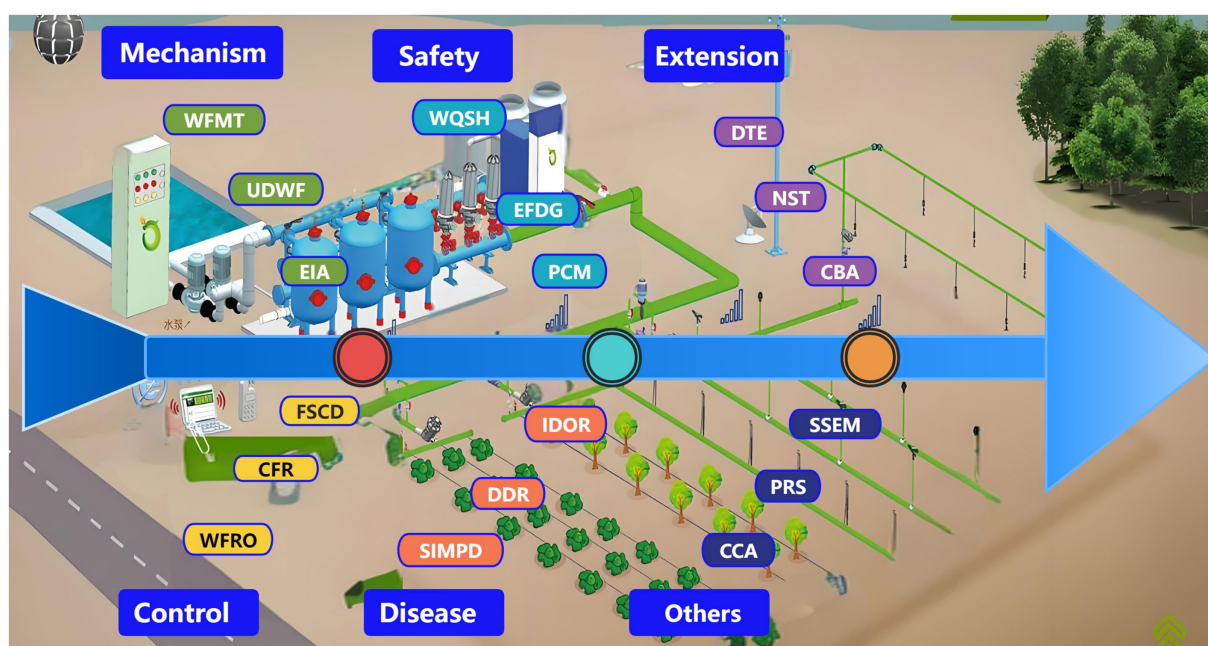 Mechanism
Safety
Extension
WFMT
WQSH
DTE
UDWF
EFDG
NST
EIA
PCM
CBA
水泵
FSCD
IDOR
SSEM
CFR
DDR
PRS
WFRO
SIMPD
CCA
Control
Disease
Others